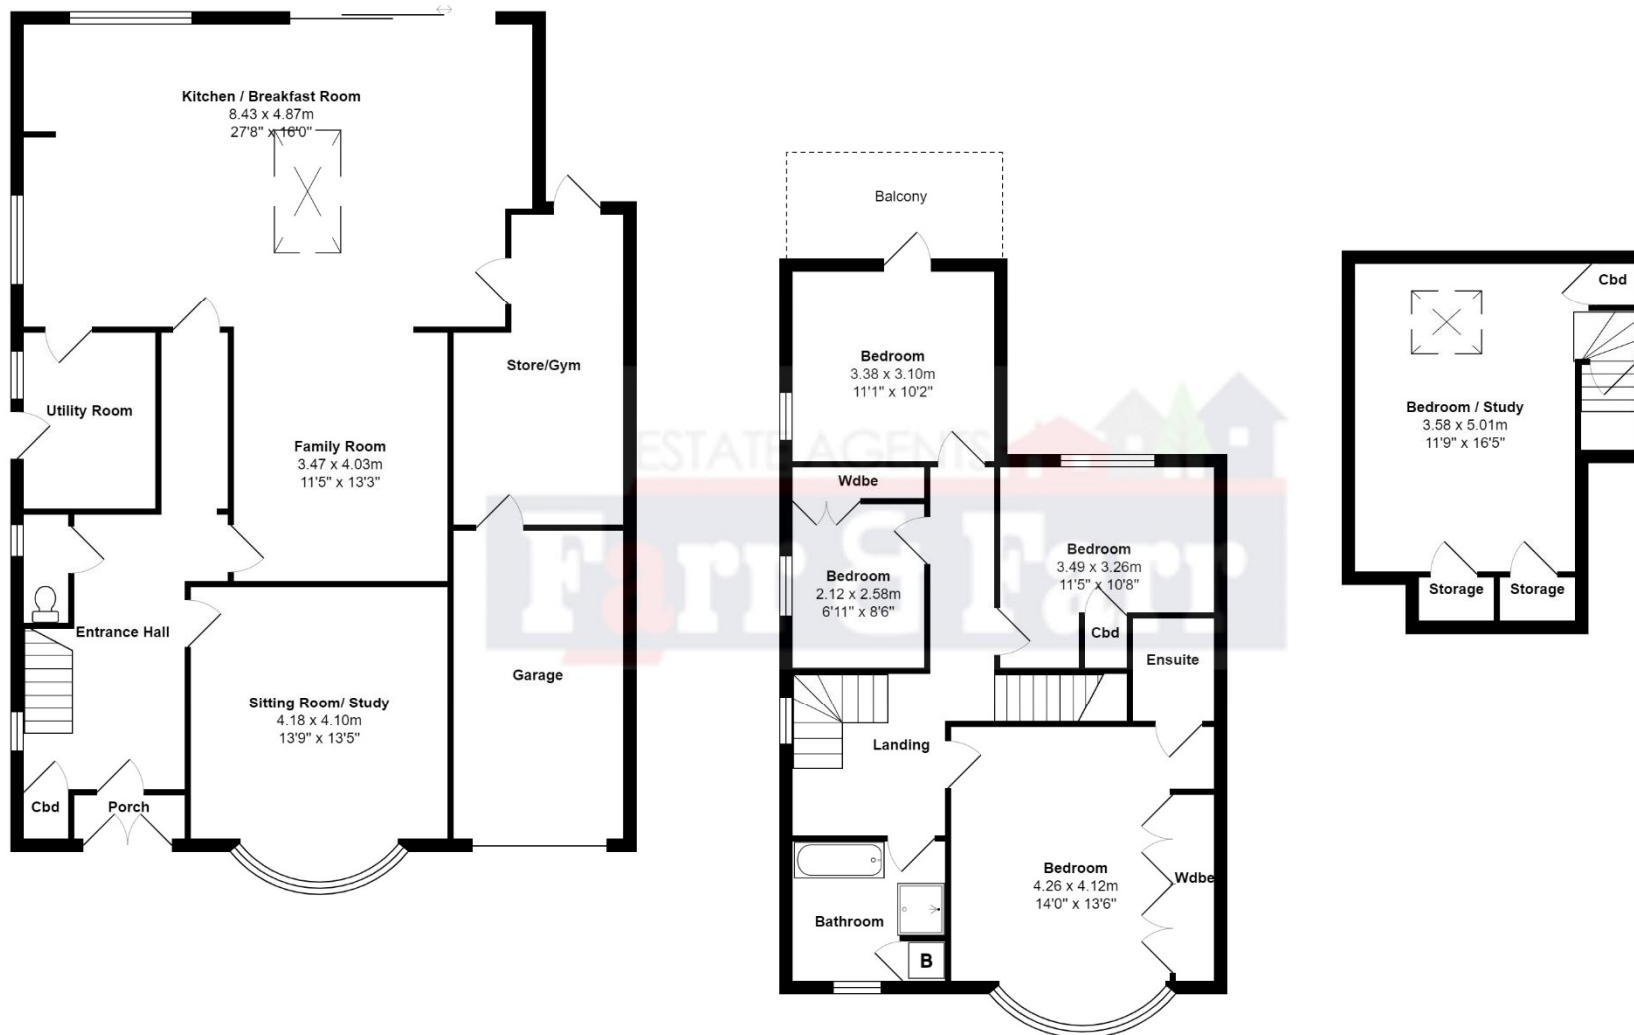 Kitchen / Breakfast Room
8.43 x 4.87m
27'8" x 16'0"
Utility Room
Family Room
3.47 x 4.03m
11'5" x 13'3"
Store/Gym
Entrance Hall
Sitting Room/ Study
4.18 x 4.10m
13'9" x 13'5"
Garage
Cbd
Porch
Balcony
Bedroom
3.38 x 3.10m
11'1" x 10'2"
Wdbe
Bedroom
2.12 x 2.58m
6'11" x 8'6"
Bedroom
3.49 x 3.26m
11'5" x 10'8"
Cbd
Ensuite
Landing
Bedroom
4.26 x 4.12m
14'0" x 13'6"
Wdbe
Bathroom
B
Cbd
Bedroom / Study
3.58 x 5.01m
11'9" x 16'5"
Storage
Storage
ESTATE AGENTS
Farr & Farr